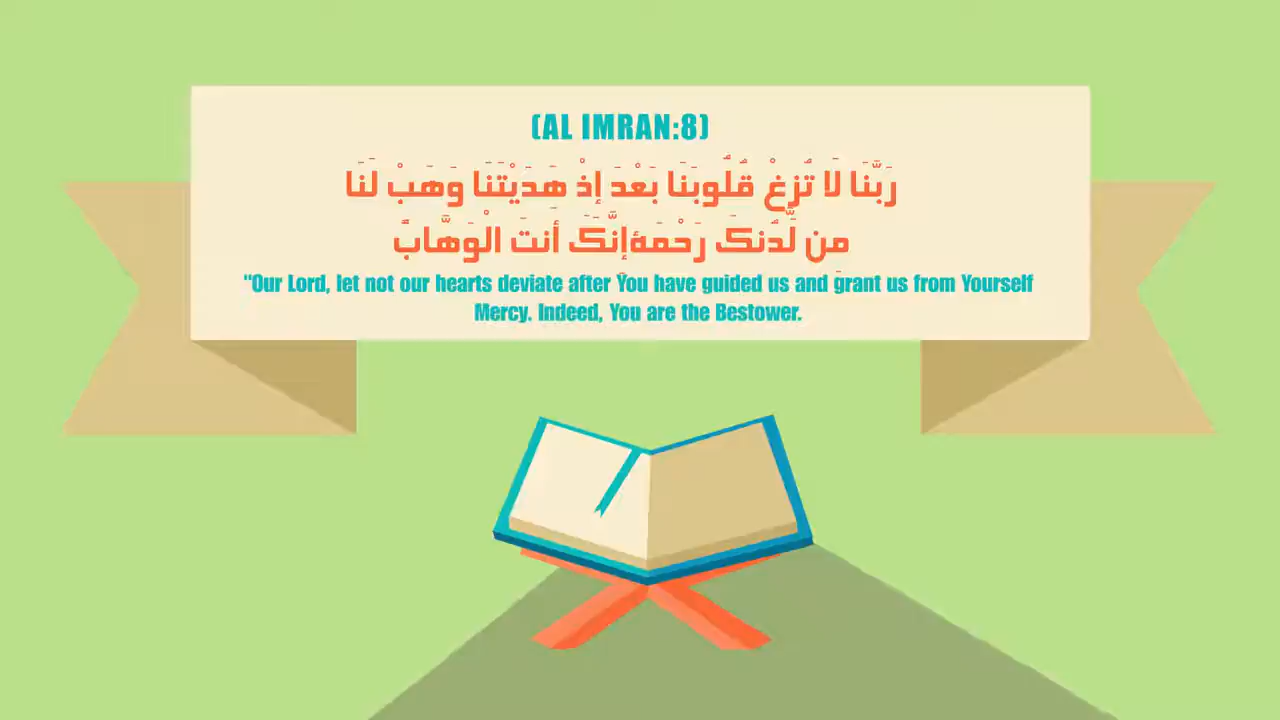 (AL IMRAN:8)
رَبَّنَا لَا تُزِغْ قُلُوبَنَا بَعْدَ إِذْ هَدَيْتَنَا وَهَبْ لَنَا
مِن لَّدُنكَ رَحْمَةً إِنَّكَ أَنتَ الْوَهَّابُ
"Our Lord, let not our hearts deviate after You have guided us and grant us from Yourself
Mercy. Indeed, You are the Bestower.